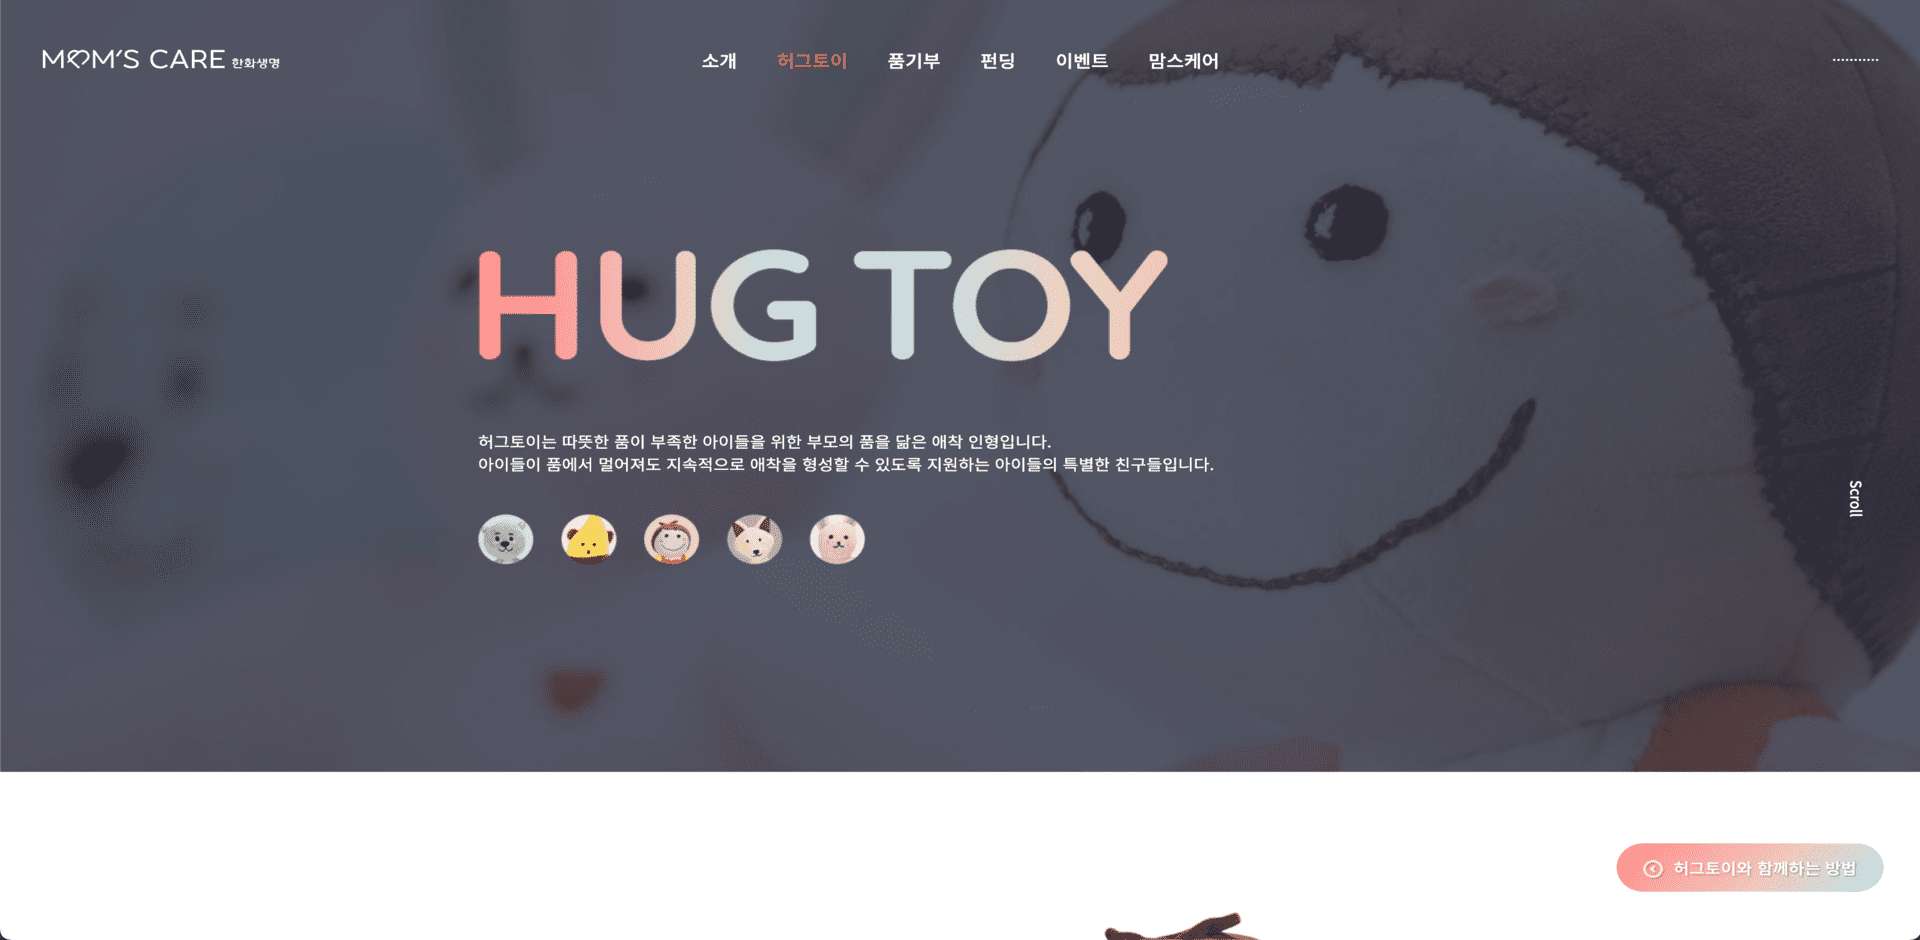 MOM'S CARE 한화생명
소개 허그토이 품기부 펀딩 이벤트 맘스케어
HUG TOY
허그토이는 따뜻한 품이 부족한 아이들을 위한 부모의 품을 닮은 애착 인형입니다.
아이들이 품에서 멀어져도 지속적으로 애착을 형성할 수 있도록 지원하는 아이들의 특별한 친구들입니다.
Scroll
허그토이와 함께하는 방법